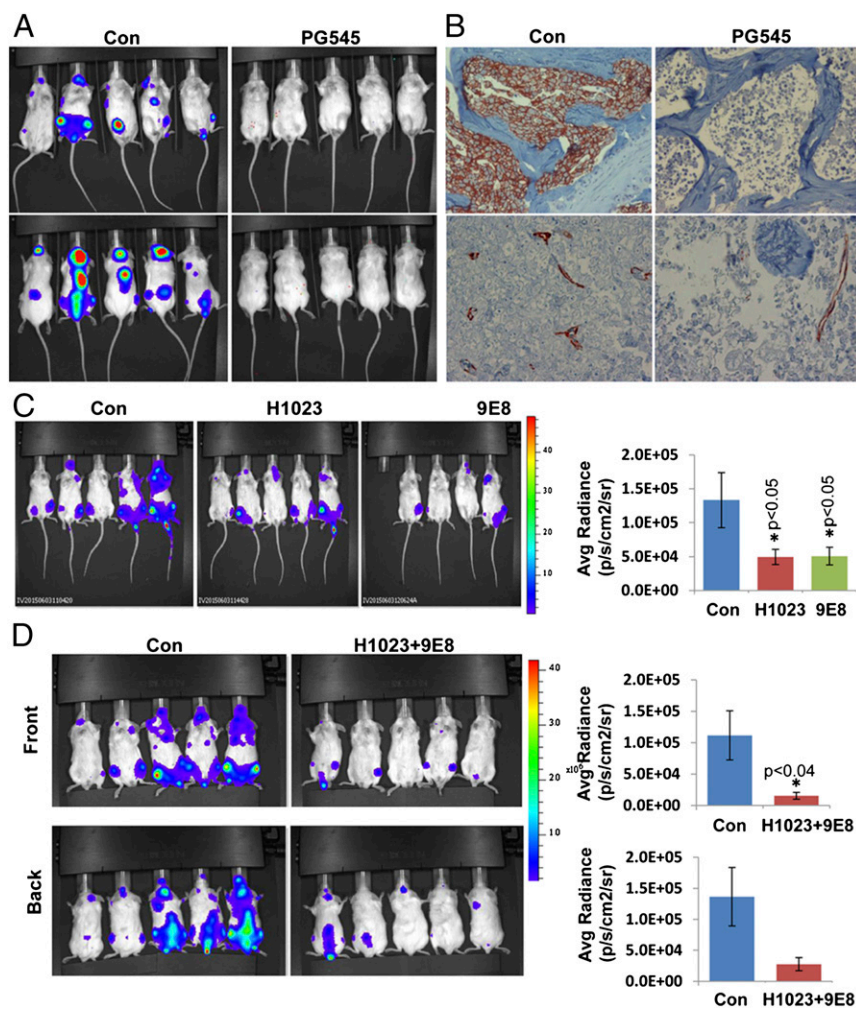 A
Con
PG545
B
Con
PG545
C
Con
H1023
9E8
40
30
20
10
IV20150603110420
IV20150603114420
IV20150603120624A
Avg Radiance
(p/s/cm2/sr)
2.0E+05
1.5E+05
1.0E+05
5.0E+04
0.0E+00
* p<0.05
*p<0.05
Con
H1023
9E8
D
Con
H1023+9E8
Front
Back
40
30
20
10
Avg Radiance
(p/s/cm2/sr)
2.0E+05
1.5E+05
1.0E+05
5.0E+04
0.0E+00
p<0.04
*
Con
H1023+9E8
Avg Radiance
(p/s/cm2/sr)
2.0E+05
1.5E+05
1.0E+05
5.0E+04
0.0E+00
Con
H1023+9E8